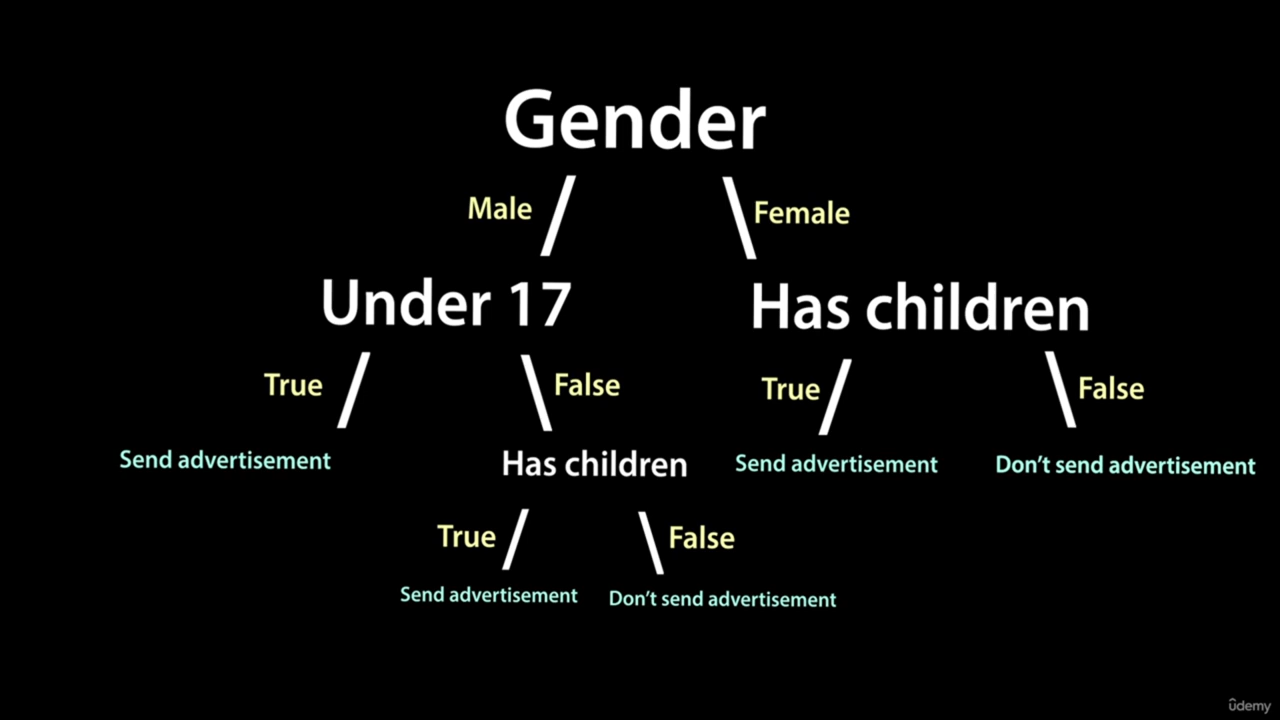 Gender
Male
Female
Under 17
Has children
True
False
True
False
Send advertisement
Has children
Send advertisement
Don't send advertisement
True
False
Send advertisement
Don't send advertisement
ûdemy